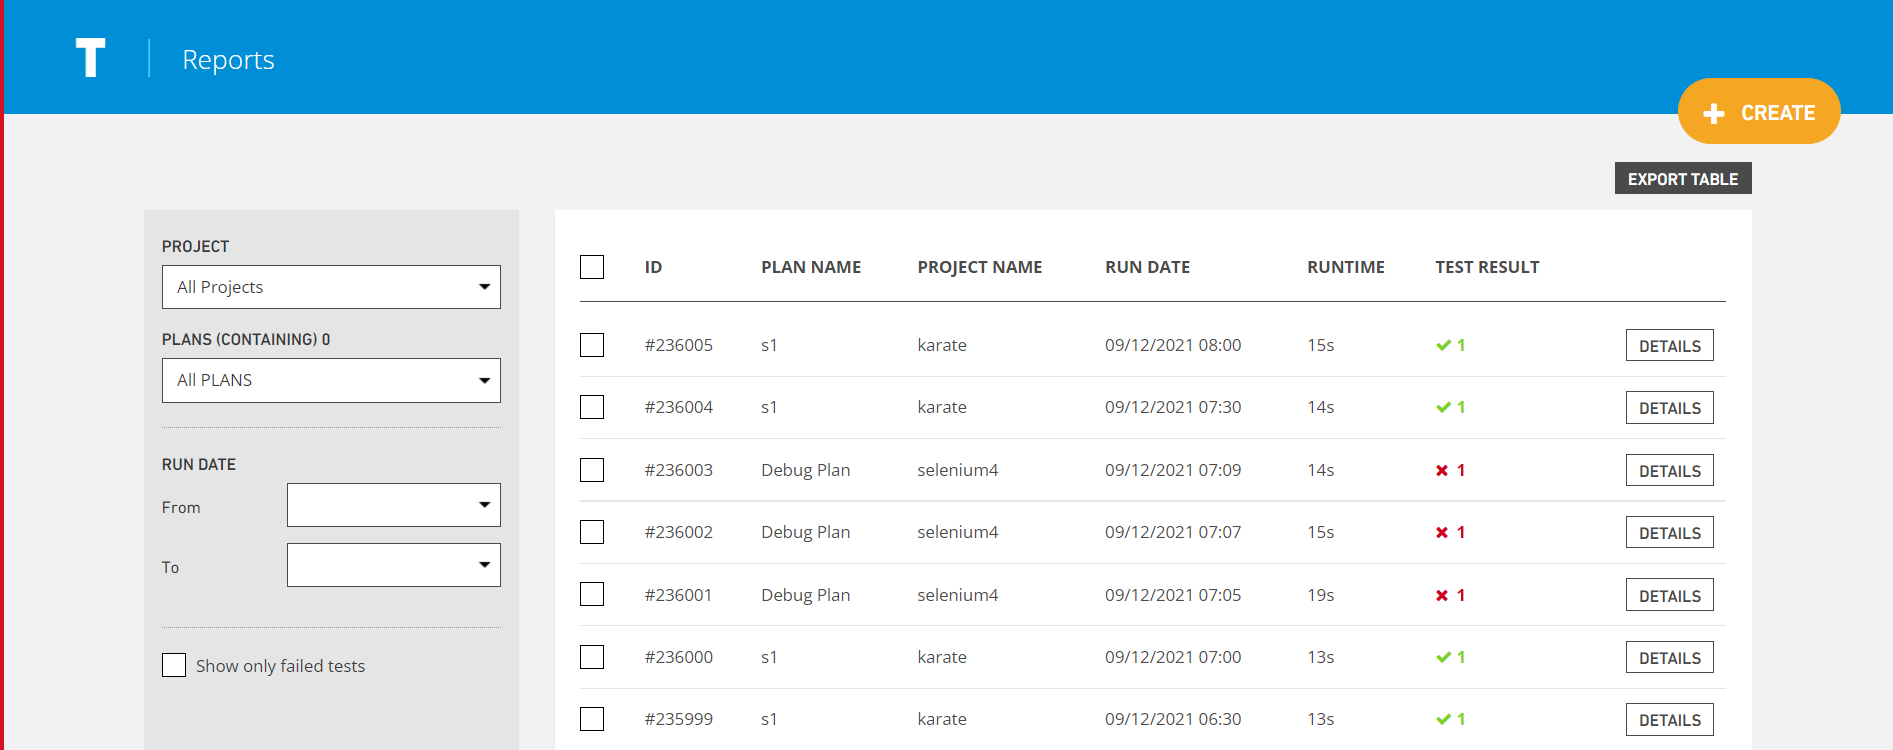 T
Reports
+ CREATE
EXPORT TABLE
PROJECT
All Projects
PLANS (CONTAINING) 0
All PLANS
RUN DATE
From
To
Show only failed tests
ID PLAN NAME PROJECT NAME RUN DATE RUNTIME TEST RESULT
#236005 s1 karate 09/12/2021 08:00 15s ✔ 1 DETAILS
#236004 s1 karate 09/12/2021 07:30 14s ✔ 1 DETAILS
#236003 Debug Plan selenium4 09/12/2021 07:09 14s ✖ 1 DETAILS
#236002 Debug Plan selenium4 09/12/2021 07:07 15s ✖ 1 DETAILS
#236001 Debug Plan selenium4 09/12/2021 07:05 19s ✖ 1 DETAILS
#236000 s1 karate 09/12/2021 07:00 13s ✔ 1 DETAILS
#235999 s1 karate 09/12/2021 06:30 13s ✔ 1 DETAILS